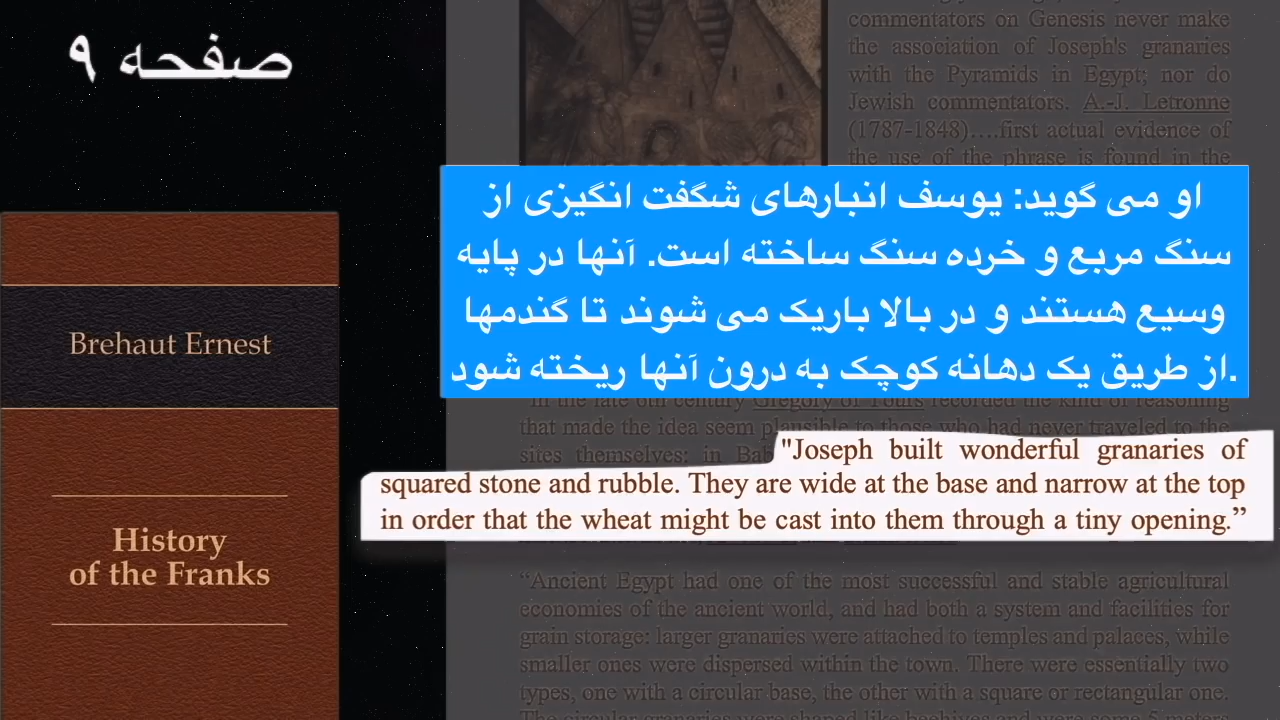 صفحه ۹
commentators on Genesis never make
the association of Joseph's granaries
with the Pyramids in Egypt; nor do
Jewish commentators. A.-J. Letronne
(1787-1848)....first actual evidence of
the use of the phrase is found in the
او می گوید: یوسف انبارهای شگفت انگیزی از
سنگ مربع و خرده سنگ ساخته است. آنها در پایه
وسیع هستند و در بالا باریک می شوند تا گندمها
.از طریق یک دهانه کوچک به درون آنها ریخته شود
Brehaut Ernest
History
of the Franks
"In the late 6th century Gregory of Tours recorded the kind of reasoning
that made the idea seem plausible to those who had never traveled to the
sites themselves: in Bab
"Joseph built wonderful granaries of
squared stone and rubble. They are wide at the base and narrow at the top
in order that the wheat might be cast into them through a tiny opening.”
“Ancient Egypt had one of the most successful and stable agricultural
economies of the ancient world, and had both a system and facilities for
grain storage: larger granaries were attached to temples and palaces, while
smaller ones were dispersed within the town. There were essentially two
types, one with a circular base, the other with a square or rectangular one.